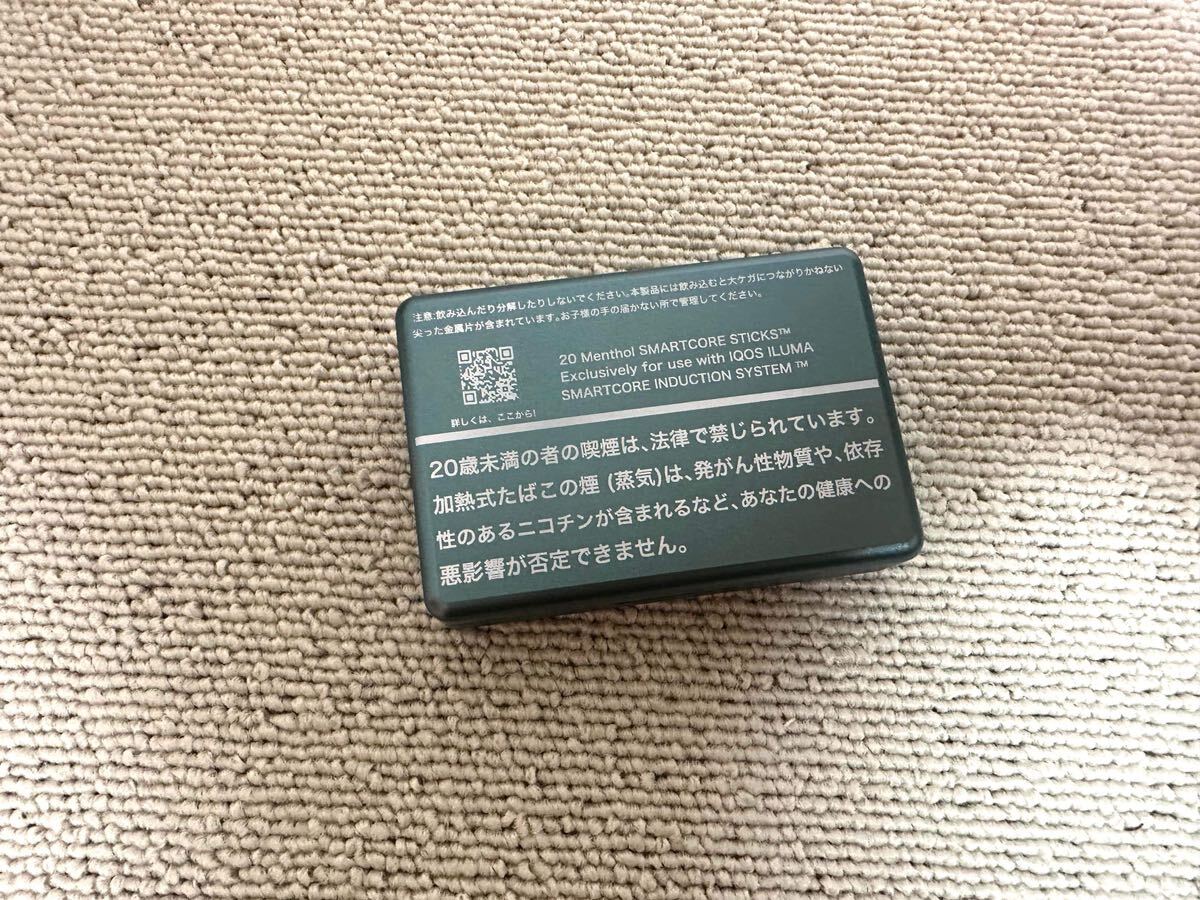 注意:飲み込んだり分解したりしないでください。本製品には飲み込むと大ケガにつながりかねない
尖った金属片が含まれています。お子様の手の届かない所で管理してください。
20 Menthol SMARTCORE STICKS™
Exclusively for use with IQOS ILUMA
SMARTCORE INDUCTION SYSTEM™
詳しくは、ここから!
20歳未満の者の喫煙は、法律で禁じられています。
加熱式たばこの煙(蒸気)は、発がん性物質や、依存
性のあるニコチンが含まれるなど、あなたの健康への
悪影響が否定できません。